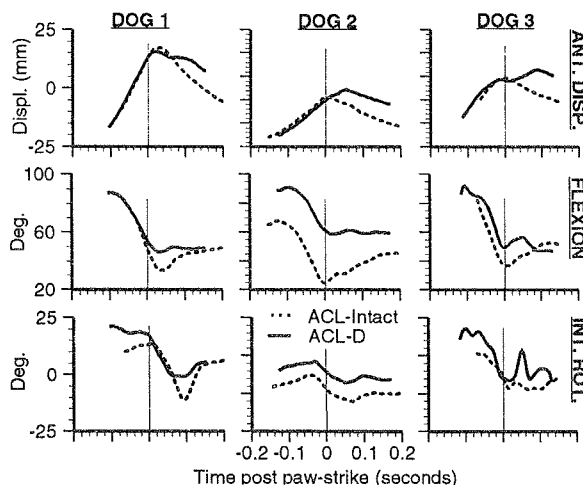 DOG 1 DOG 2 DOG 3
25
0
-25
Displ. (mm)
ANT. DISP.
100
60
20
Deg.
FLEXION
25
0
-25
Deg.
ACL-Intact
ACL-D
INT. ROT.
-0.2 -0.1 0 0.1 0.2
Time post paw-strike (seconds)